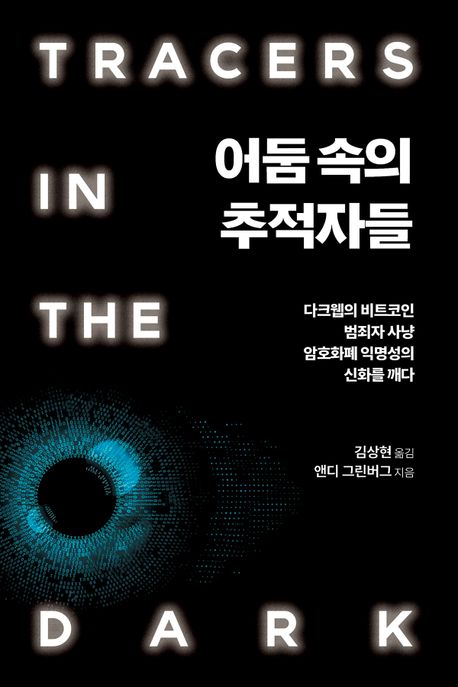 TRACERS
IN
THE
DARK
어둠 속의
추적자들
다크웹의 비트코인
범죄자 사냥
암호화폐 익명성의
신화를 깨다
김상현 옮김
앤디 그린버그 지음